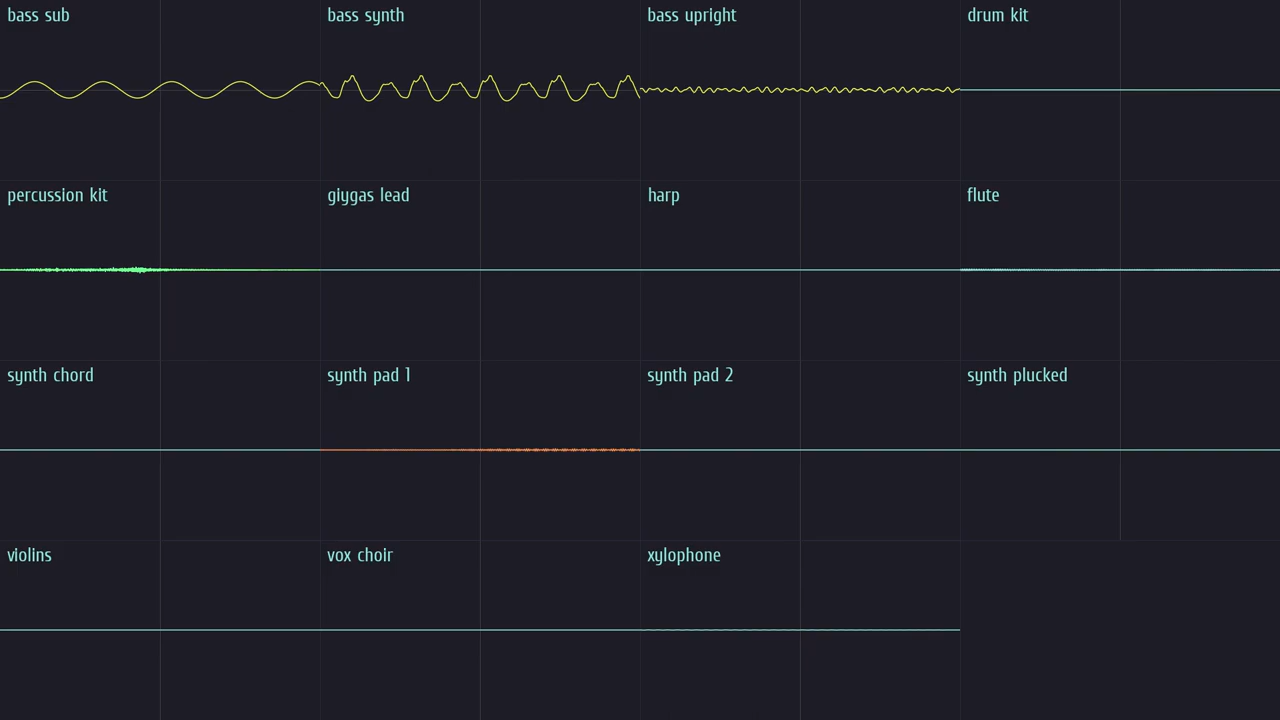 bass sub
bass synth
bass upright
drum kit
percussion kit
giygas lead
harp
flute
synth chord
synth pad 1
synth pad 2
synth plucked
violins
vox choir
xylophone